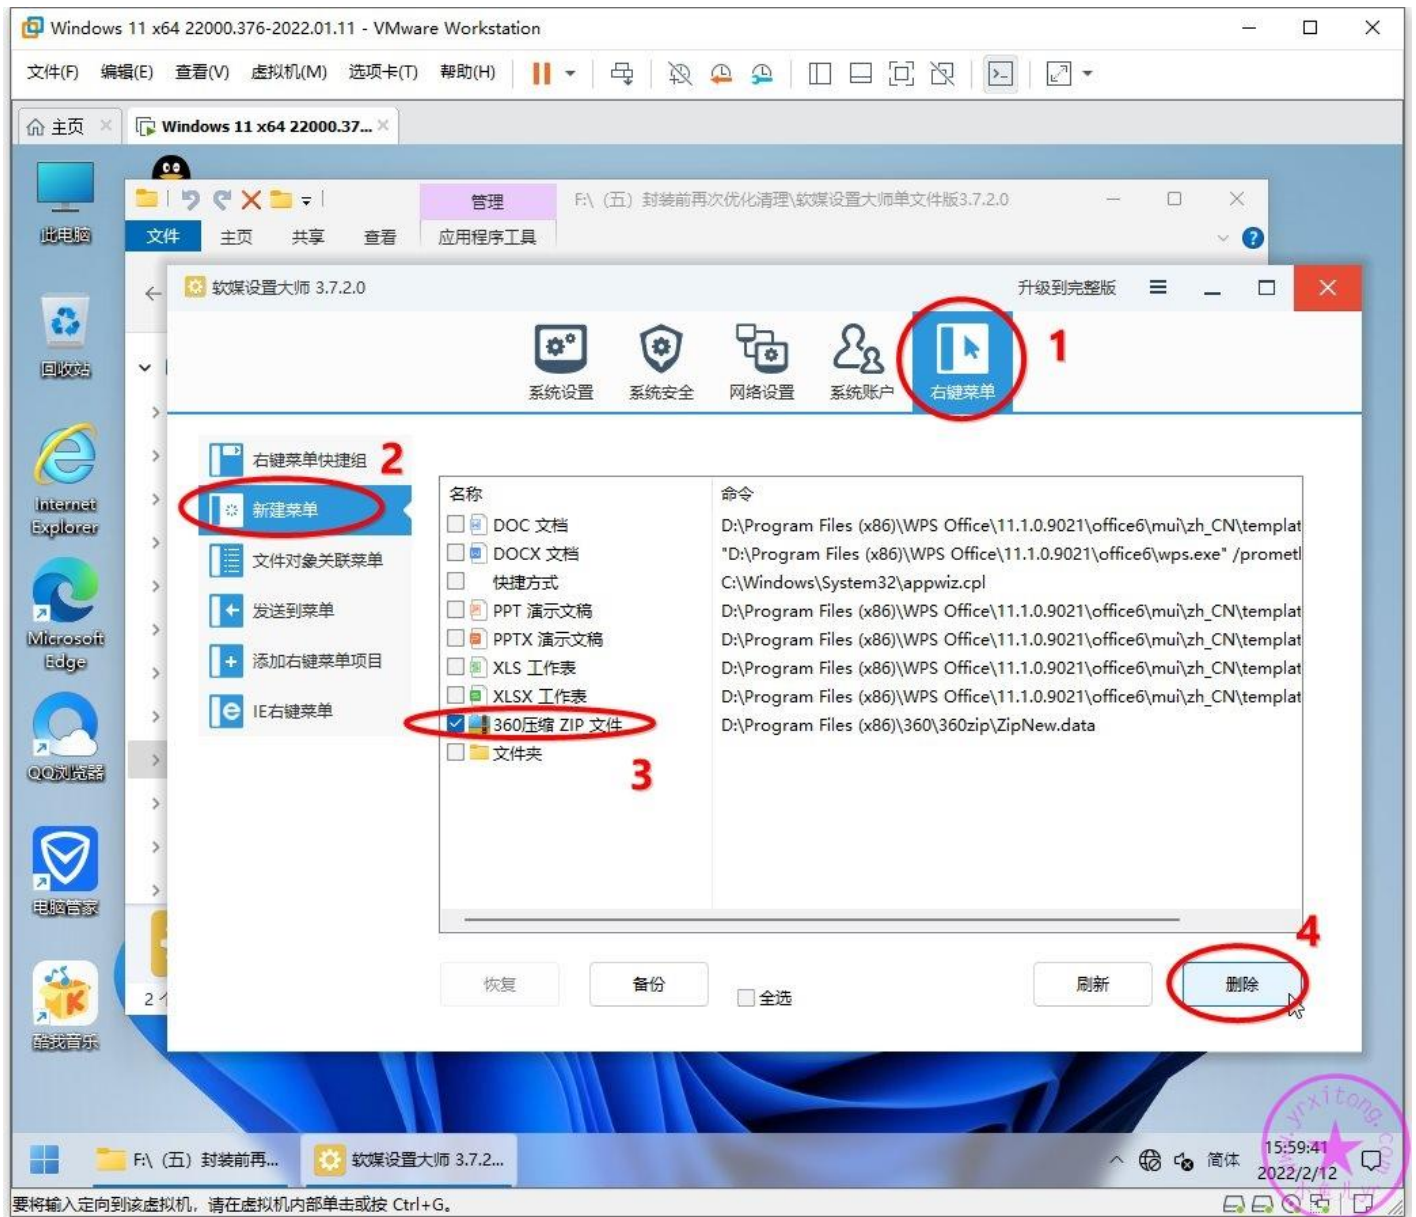 Windows 11 x64 22000.376-2022.01.11 - VMware Workstation
文件(F) 编辑(E) 查看(V) 虚拟机(M) 选项卡(T) 帮助(H)
主页 Windows 11 x64 22000.37...
管理 F:\（五）封装前再次优化清理\软媒设置大师单文件版3.7.2.0
文件 主页 共享 查看 应用程序工具
此电脑
回收站
Internet
Explorer
Microsoft
Edge
QQ浏览器
电脑管家
酷我音乐
软媒设置大师 3.7.2.0 升级到完整版
系统设置 系统安全 网络设置 系统账户 右键菜单 1
右键菜单快捷组 2
新建菜单
文件对象关联菜单
发送到菜单
添加右键菜单项目
IE右键菜单
名称 命令
DOC 文档 D:\Program Files (x86)\WPS Office\11.1.0.9021\office6\mui\zh_CN\templat
DOCX 文档 "D:\Program Files (x86)\WPS Office\11.1.0.9021\office6\wps.exe" /promet
快捷方式 C:\Windows\System32\appwiz.cpl
PPT 演示文稿 D:\Program Files (x86)\WPS Office\11.1.0.9021\office6\mui\zh_CN\templat
PPTX 演示文稿 D:\Program Files (x86)\WPS Office\11.1.0.9021\office6\mui\zh_CN\templat
XLS 工作表 D:\Program Files (x86)\WPS Office\11.1.0.9021\office6\mui\zh_CN\templat
XLSX 工作表 D:\Program Files (x86)\WPS Office\11.1.0.9021\office6\mui\zh_CN\templat
360压缩 ZIP 文件 D:\Program Files (x86)\360\360zip\ZipNew.data
文件夹
3
4
恢复 备份 全选 刷新 删除
2 个
F:\（五）封装前再... 软媒设置大师 3.7.2... 简体 15:59:41
2022/2/12
www.yrxitong.com
要将输入定向到该虚拟机，请在虚拟机内部单击或按 Ctrl+G。